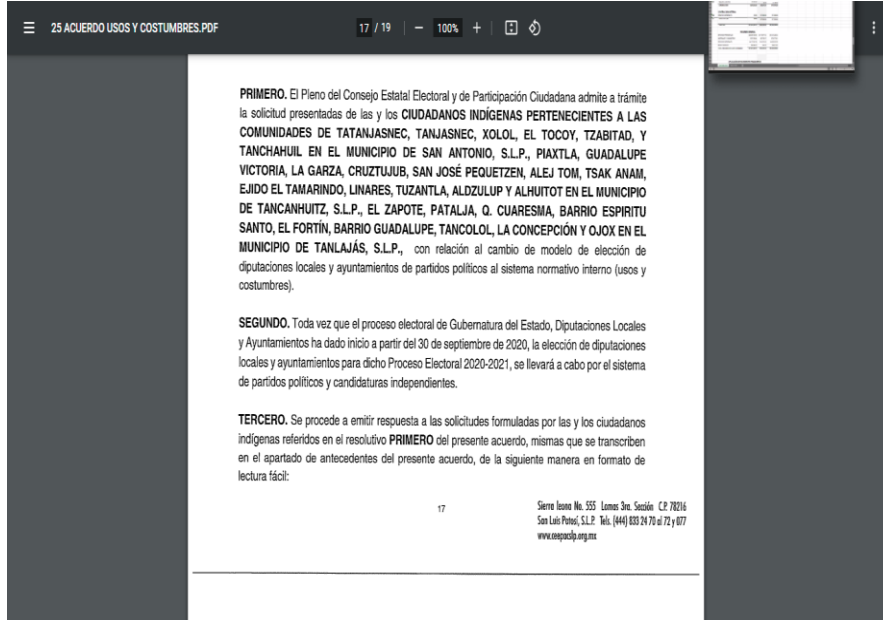 25 ACUERDO USOS Y COSTUMBRES.PDF
17 / 19
100%
PRIMERO. El Pleno del Consejo Estatal Electoral y de Participación Ciudadana admite a trámite
la solicitud presentadas de las y los CIUDADANOS INDÍGENAS PERTENECIENTES A LAS
COMUNIDADES DE TATANJASNEC, TANJASNEC, XOLOL, EL TOCOY, TZABITAD, Y
TANCHAHUIL EN EL MUNICIPIO DE SAN ANTONIO, S.L.P., PIAXTLA, GUADALUPE
VICTORIA, LA GARZA, CRUZTUJUB, SAN JOSÉ PEQUETZEN, ALEJ TOM, TSAK ANAM,
EJIDO EL TAMARINDO, LINARES, TUZANTLA, ALDZULUP Y ALHUITOT EN EL MUNICIPIO
DE TANCANHUITZ, S.L.P., EL ZAPOTE, PATALJA, Q. CUARESMA, BARRIO ESPIRITU
SANTO, EL FORTÍN, BARRIO GUADALUPE, TANCOLOL, LA CONCEPCIÓN Y OJOX EN EL
MUNICIPIO DE TANLAJÁS, S.L.P., con relación al cambio de modelo de elección de
diputaciones locales y ayuntamientos de partidos políticos al sistema normativo interno (usos y
costumbres).
SEGUNDO. Toda vez que el proceso electoral de Gubernatura del Estado, Diputaciones Locales
y Ayuntamientos ha dado inicio a partir del 30 de septiembre de 2020, la elección de diputaciones
locales y ayuntamientos para dicho Proceso Electoral 2020-2021, se llevará a cabo por el sistema
de partidos políticos y candidaturas independientes.
TERCERO. Se procede a emitir respuesta a las solicitudes formuladas por las y los ciudadanos
indígenas referidos en el resolutivo PRIMERO del presente acuerdo, mismas que se transcriben
en el apartado de antecedentes del presente acuerdo, de la siguiente manera en formato de
lectura fácil:
17
Sierra leona No. 555 Lomas 3ra. Sección C.P. 78216
San Luis Potosí, S.L.P. Tels. (444) 833 24 70 al 72 y 077
www.ceepacslp.org.mx